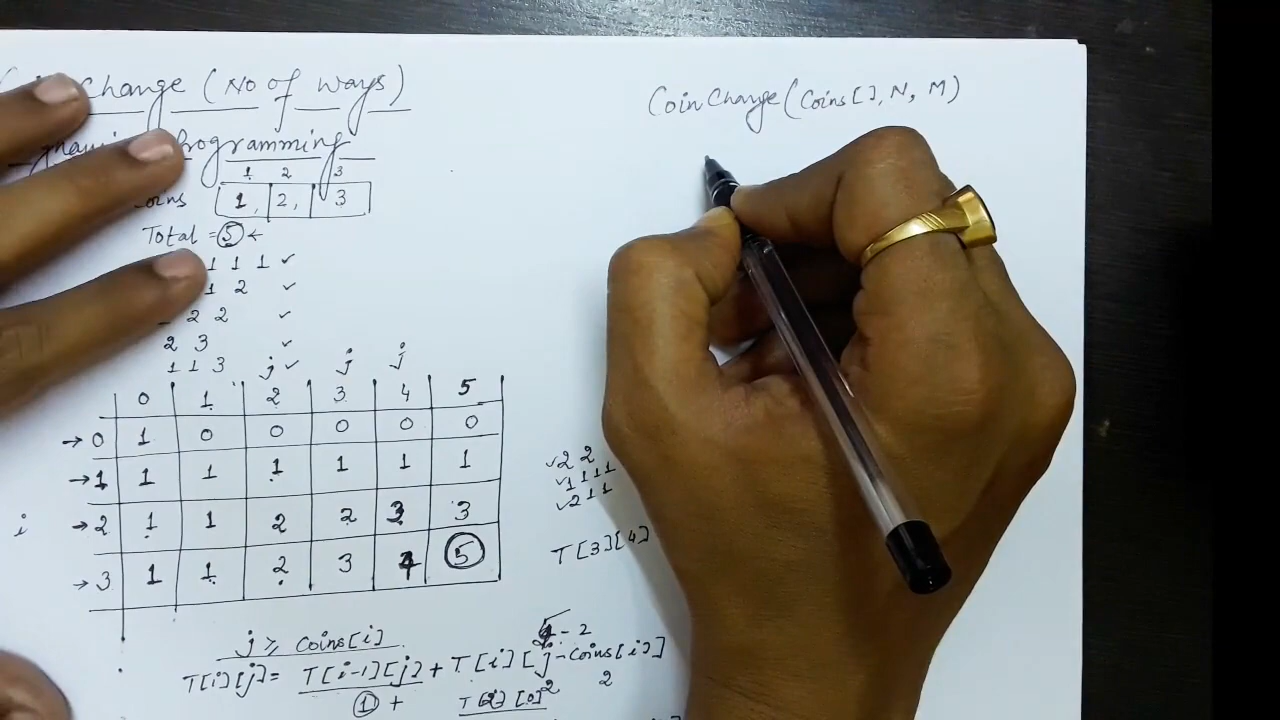 Change (No of ways)
Programming
1 2 3
1, 2, 3
Total = 5 ←
1 1 1 ✓
1 2 ✓
2 2 ✓
2 3 ✓
1 1 3 ✓
j j j
0 1 2 3 4 5
→ 0 1 0 0 0 0 0
→ 1 1 1 1 1 1 1
i → 2 1 1 2 2 3 3
→ 3 1 1 2 3 4 5
✓ 2 2
✓ 1 1 1 1
✓ 2 1 1
T[3][4]
j ≥ coins[i]
4 - 2
T[i][j] = T[i-1][j] + T[i][j - coins[i]]
2
1 + T[2][0]
CoinChange(coins[], N, M)